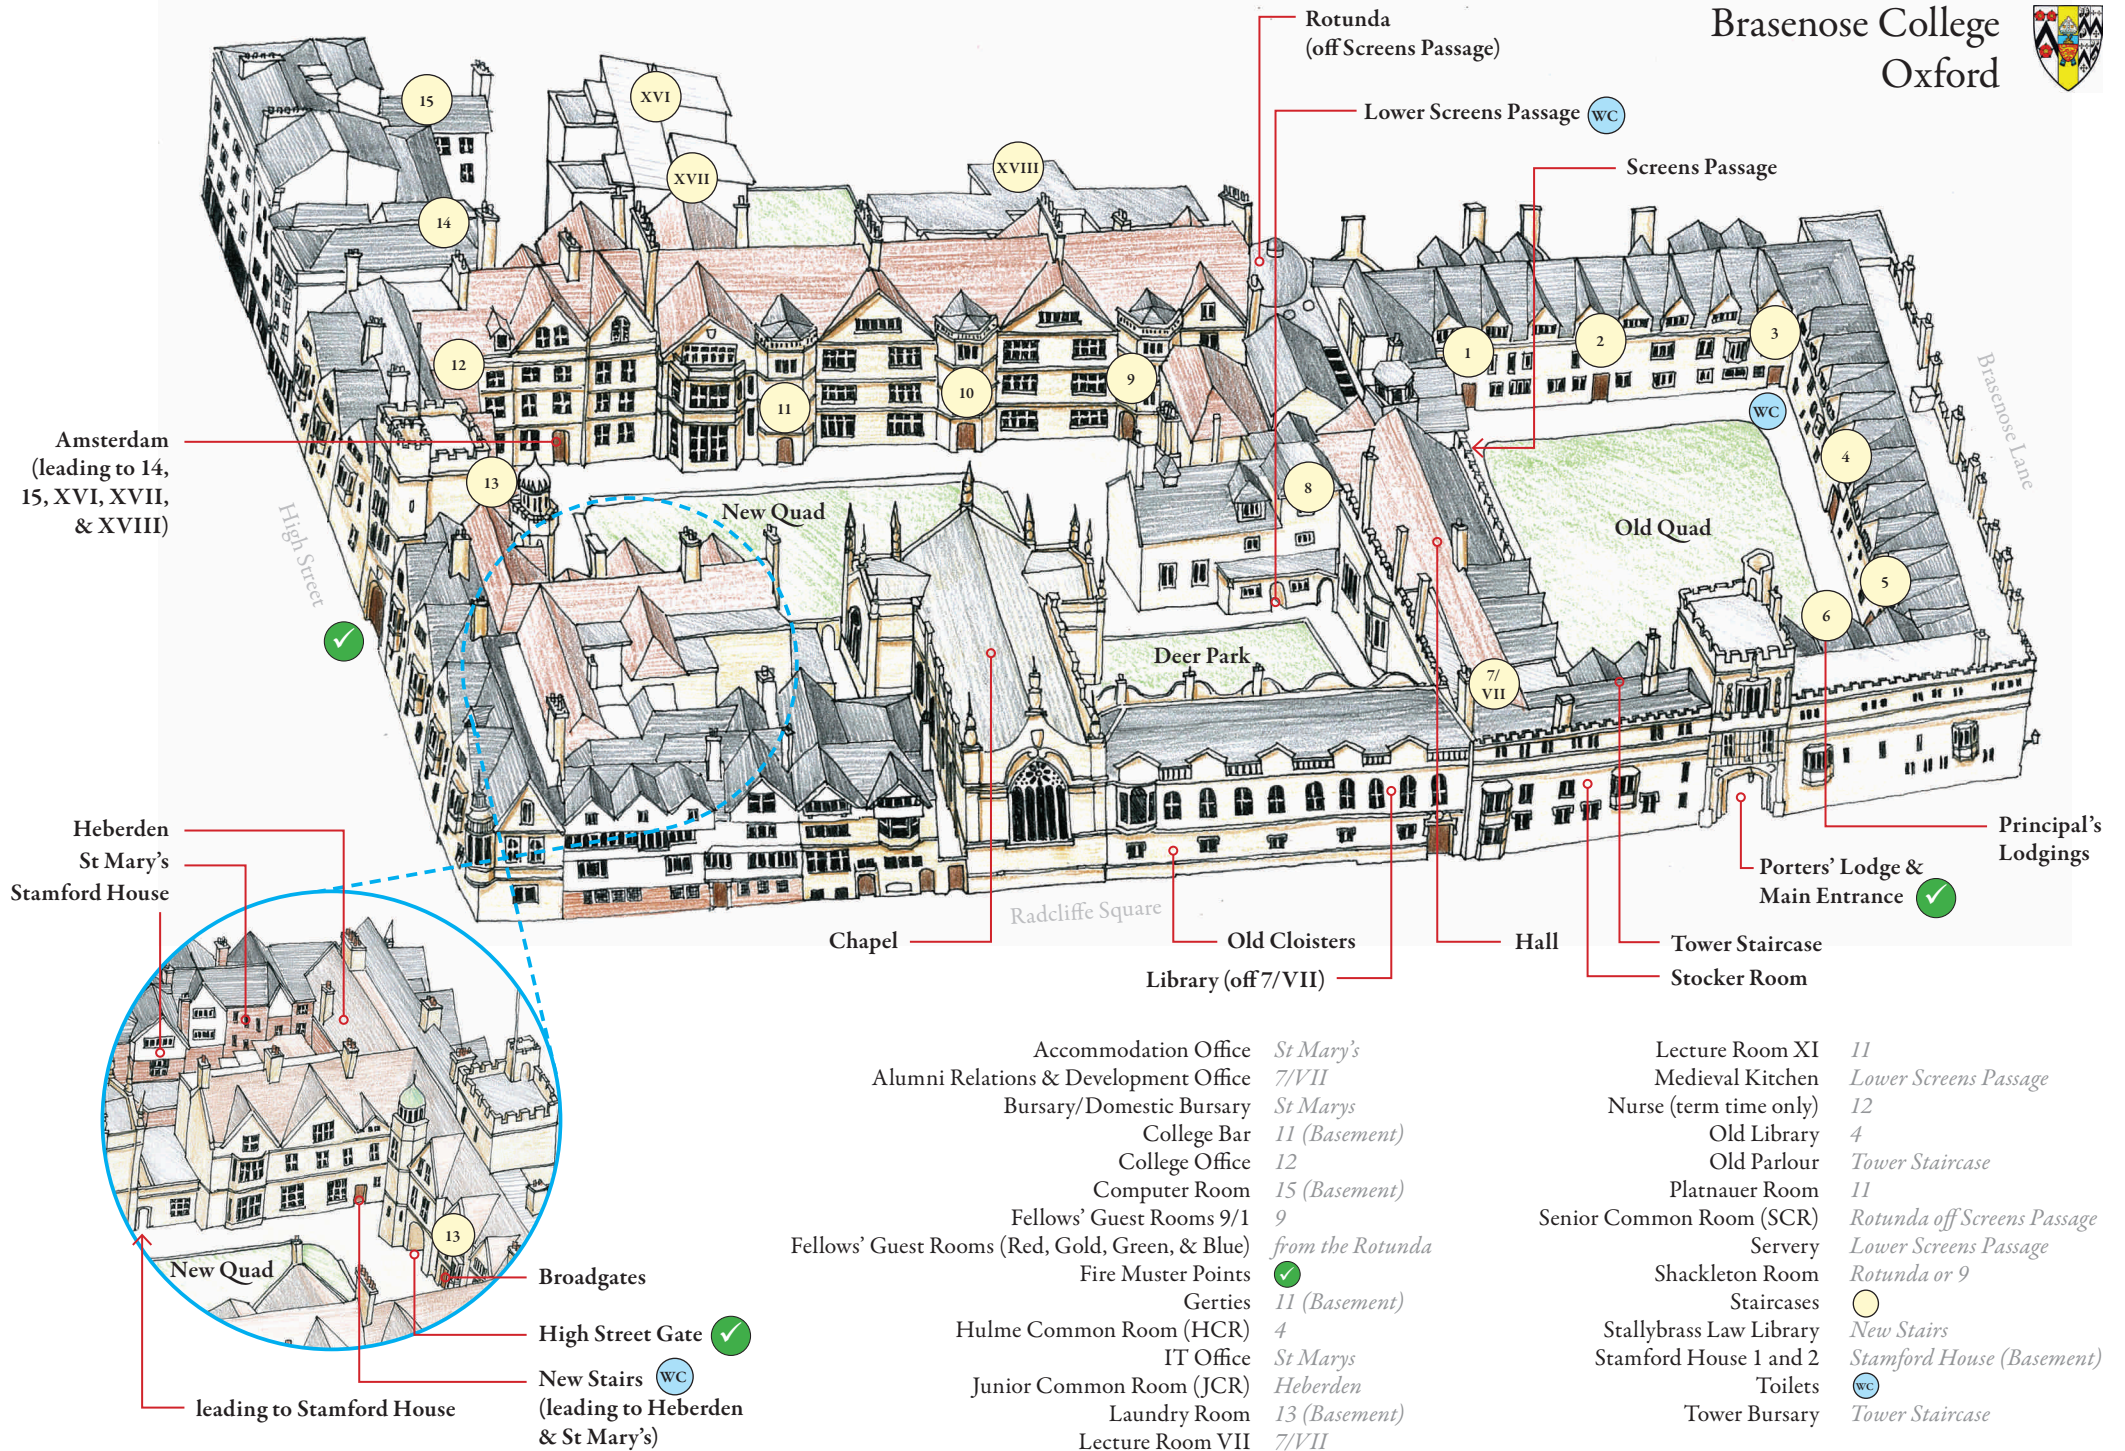 Brasenose College
Oxford
Rotunda
(off Screens Passage)
Lower Screens Passage WC
Screens Passage
15
XVI
XVII
XVIII
14
12
11
10
9
1
2
3
WC
4
5
6
7/
VII
8
13
Amsterdam
(leading to 14,
15, XVI, XVII,
& XVIII)
High Street
Brasenose Lane
New Quad
Old Quad
Deer Park
Radcliffe Square
Heberden
St Mary's
Stamford House
Principal's
Lodgings
Porters' Lodge &
Main Entrance
Chapel
Old Cloisters
Library (off 7/VII)
Hall
Tower Staircase
Stocker Room
13
New Quad
Broadgates
High Street Gate
New Stairs WC
(leading to Heberden
& St Mary's)
leading to Stamford House
Accommodation Office St Mary's
Alumni Relations & Development Office 7/VII
Bursary/Domestic Bursary St Marys
College Bar 11 (Basement)
College Office 12
Computer Room 15 (Basement)
Fellows' Guest Rooms 9/1 9
Fellows' Guest Rooms (Red, Gold, Green, & Blue) from the Rotunda
Fire Muster Points
Gerties 11 (Basement)
Hulme Common Room (HCR) 4
IT Office St Marys
Junior Common Room (JCR) Heberden
Laundry Room 13 (Basement)
Lecture Room VII 7/VII
Lecture Room XI 11
Medieval Kitchen Lower Screens Passage
Nurse (term time only) 12
Old Library 4
Old Parlour Tower Staircase
Platnauer Room 11
Senior Common Room (SCR) Rotunda off Screens Passage
Servery Lower Screens Passage
Shackleton Room Rotunda or 9
Staircases
Stallybrass Law Library New Stairs
Stamford House 1 and 2 Stamford House (Basement)
Toilets WC
Tower Bursary Tower Staircase